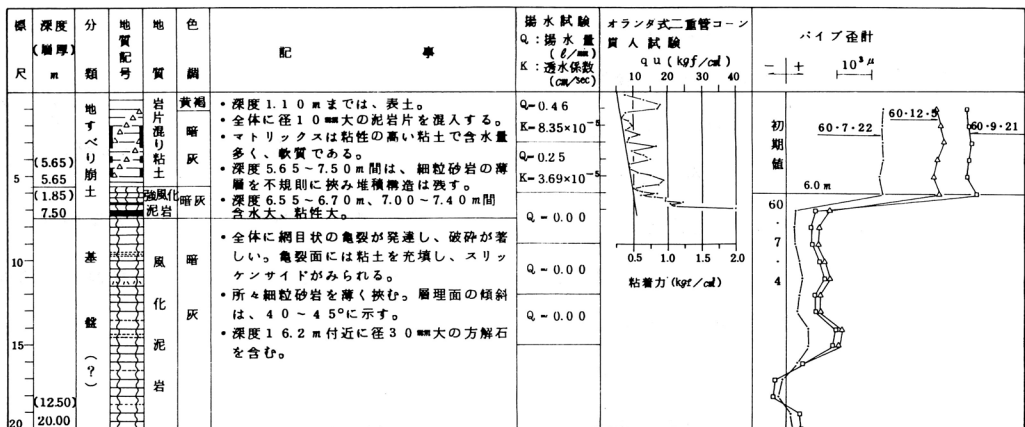 標尺
深度
(層厚)
m
分類
地質記号
地質
色調
記 事
揚水試験
Q:揚水量
(ℓ/min)
K:透水係数
(cm/sec)
オランダ式二重管コーン
貫入試験
qu (kgf/cm²)
10 20 30 40
パイプ歪計
− +
10³μ
5
10
15
20
(5.65)
5.65
(1.85)
7.50
(12.50)
20.00
地すべり崩土
基盤(?)
岩片混り粘土
強風化泥岩
風化泥岩
黄褐
暗灰
暗灰
暗灰
・深度1.10mまでは、表土。
・全体に径10mm大の泥岩片を混入する。
・マトリックスは粘性の高い粘土で含水量
多く、軟質である。
・深度5.65~7.50m間は、細粒砂岩の薄
層を不規則に挾み堆積構造は残す。
・深度6.55~6.70m、7.00~7.40m間
含水大、粘性大。
・全体に網目状の亀裂が発達し、破砕が著
しい。亀裂面には粘土を充填し、スリッ
ケンサイドがみられる。
・所々細粒砂岩を薄く挾む。層理面の傾斜
は、40~45°に示す。
・深度16.2m付近に径30mm大の方解石
を含む。
Q=0.46
K=8.35×10⁻⁵
Q=0.25
K=3.69×10⁻⁵
Q=0.00
Q=0.00
Q=0.00
0.5 1.0 1.5 2.0
粘着力(kgf/cm²)
初期値
60・7・4
60・7・22
60・12・5
60・9・21
6.0m